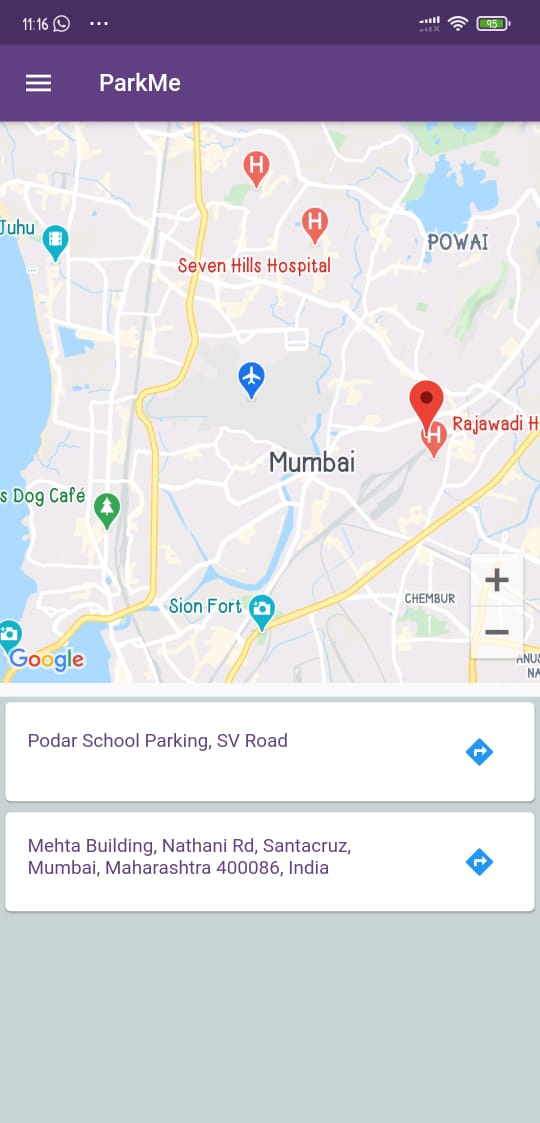 11:16 ... 95
ParkMe
Juhu
Seven Hills Hospital
POWAI
Rajawadi H
Mumbai
s Dog Café
Sion Fort
CHEMBUR
Google
ANUS
NA
Podar School Parking, SV Road
Mehta Building, Nathani Rd, Santacruz,
Mumbai, Maharashtra 400086, India